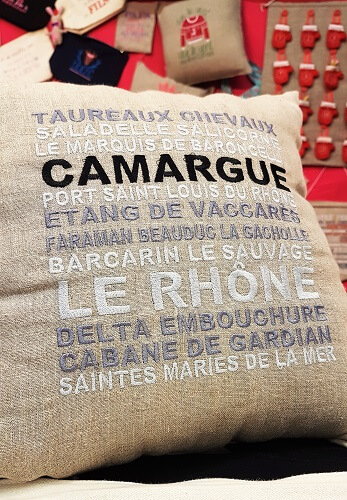 TAUREAUX CHEVAUX
SALADELLE SALICORNE
LE MARQUIS DE BARONCELLI
CAMARGUE
PORT SAINT LOUIS DU RHÔNE
ETANG DE VACCARÈS
FARAMAN BEAUDUC LA GACHOLLE
BARCARIN LE SAUVAGE
LE RHÔNE
DELTA EMBOUCHURE
CABANE DE GARDIAN
SAINTES MARIES DE LA MER